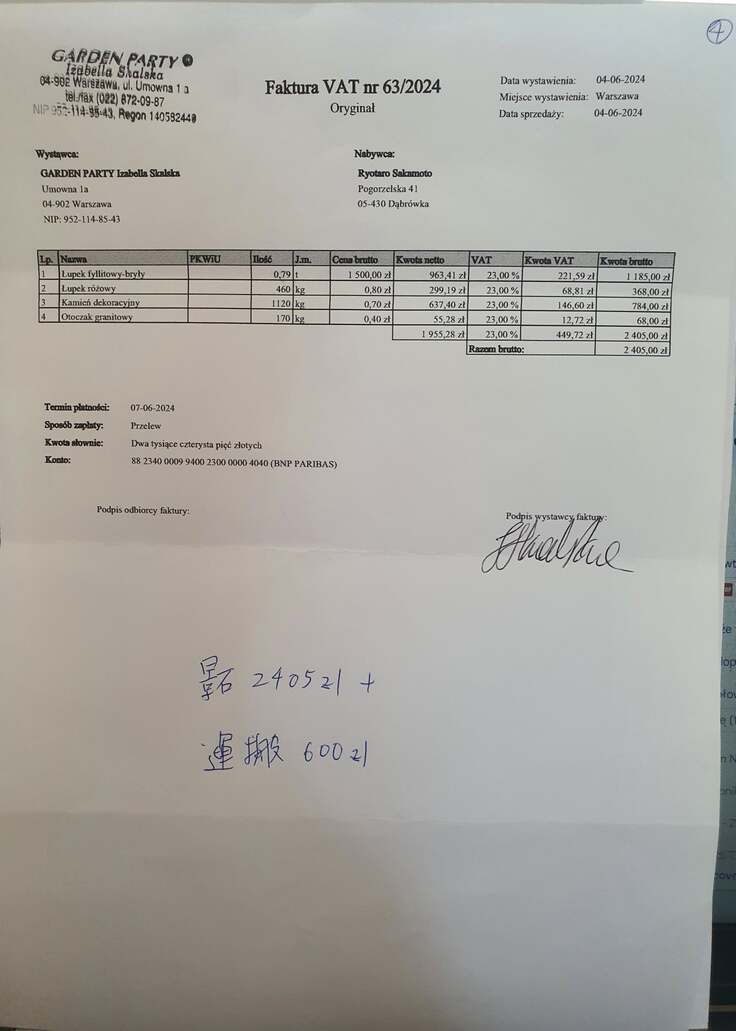 4
GARDEN PARTY
Izabella Skalska
04-902 Warszawa, ul. Umowna 1 a
tel./fax (022) 872-09-87
NIP 952-114-85-43, Regon 140582440
Faktura VAT nr 63/2024
Oryginał
Data wystawienia: 04-06-2024
Miejsce wystawienia: Warszawa
Data sprzedaży: 04-06-2024
Wystawca:
GARDEN PARTY Izabella Skalska
Umowna 1a
04-902 Warszawa
NIP: 952-114-85-43
Nabywca:
Ryotaro Sakamoto
Pogorzelska 41
05-430 Dąbrówka
Lp. Nazwa PKWiU Ilość J.m. Cena brutto Kwota netto VAT Kwota VAT Kwota brutto
1 Łupek fyllitowy-bryły 0,79 t 1 500,00 zł 963,41 zł 23,00 % 221,59 zł 1 185,00 zł
2 Łupek różowy 460 kg 0,80 zł 299,19 zł 23,00 % 68,81 zł 368,00 zł
3 Kamień dekoracyjny 1120 kg 0,70 zł 637,40 zł 23,00 % 146,60 zł 784,00 zł
4 Otoczak granitowy 170 kg 0,40 zł 55,28 zł 23,00 % 12,72 zł 68,00 zł
1 955,28 zł 23,00 % 449,72 zł 2 405,00 zł
Razem brutto: 2 405,00 zł
Termin płatności: 07-06-2024
Sposób zapłaty: Przelew
Kwota słownie: Dwa tysiące czterysta pięć złotych
Konto: 88 2340 0009 9400 2300 0000 4040 (BNP PARIBAS)
Podpis odbiorcy faktury:
Podpis wystawcy faktury:
石 2405 zł +
運搬 600 zł